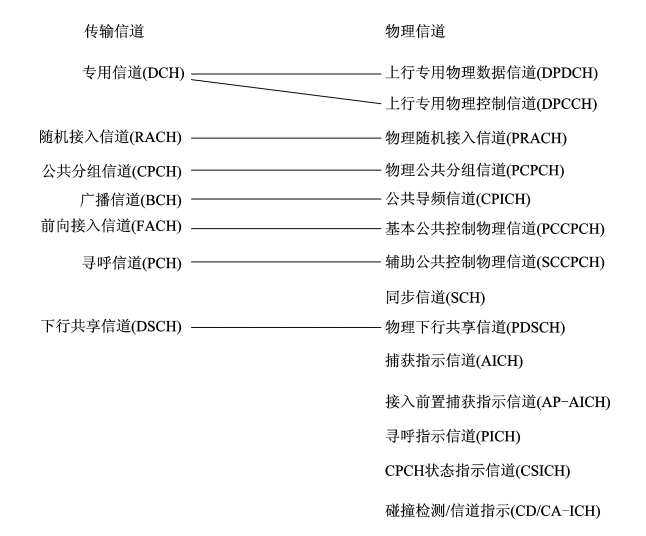 传输信道 物理信道
专用信道(DCH) 上行专用物理数据信道(DPDCH)
上行专用物理控制信道(DPCCH)
随机接入信道(RACH) 物理随机接入信道(PRACH)
公共分组信道(CPCH) 物理公共分组信道(PCPCH)
广播信道(BCH) 公共导频信道(CPICH)
前向接入信道(FACH) 基本公共控制物理信道(PCCPCH)
寻呼信道(PCH) 辅助公共控制物理信道(SCCPCH)
同步信道(SCH)
下行共享信道(DSCH) 物理下行共享信道(PDSCH)
捕获指示信道(AICH)
接入前置捕获指示信道(AP-AICH)
寻呼指示信道(PICH)
CPCH状态指示信道(CSICH)
碰撞检测/信道指示(CD/CA-ICH)